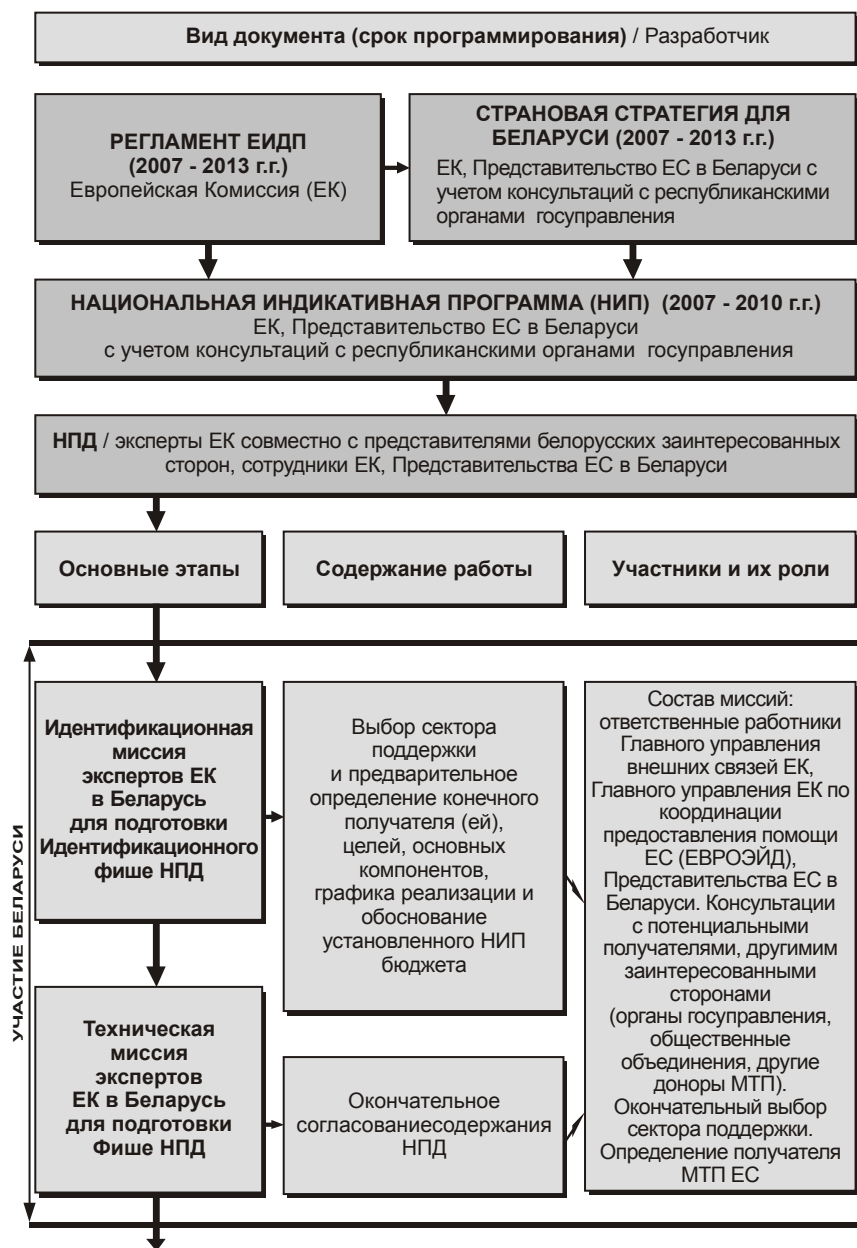 Вид документа (срок программирования) / Разработчик
РЕГЛАМЕНТ ЕИДП
(2007 - 2013 г.г.)
Европейская Комиссия (ЕК)
СТРАНОВАЯ СТРАТЕГИЯ ДЛЯ
БЕЛАРУСИ (2007 - 2013 г.г.)
ЕК, Представительство ЕС в Беларуси с
учетом консультаций с республиканскими
органами госуправления
НАЦИОНАЛЬНАЯ ИНДИКАТИВНАЯ ПРОГРАММА (НИП) (2007 - 2010 г.г.)
ЕК, Представительство ЕС в Беларуси
с учетом консультаций с республиканскими органами госуправления
НПД / эксперты ЕК совместно с представителями белорусских заинтересованных
сторон, сотрудники ЕК, Представительства ЕС в Беларуси
Основные этапы
Содержание работы
Участники и их роли
УЧАСТИЕ БЕЛАРУСИ
Идентификационная
миссия
экспертов ЕК
в Беларусь
для подготовки
Идентификационного
фише НПД
Выбор сектора
поддержки
и предварительное
определение конечного
получателя (ей),
целей, основных
компонентов,
графика реализации и
обоснование
установленного НИП
бюджета
Состав миссий:
ответственные работники
Главного управления
внешних связей ЕК,
Главного управления ЕК по
координации
предоставления помощи
ЕС (ЕВРОЭЙД),
Представительства ЕС в
Беларуси. Консультации
с потенциальными
получателями, другимим
заинтересованными
сторонами
(органы госуправления,
общественные
объединения, другие
доноры МТП).
Окончательный выбор
сектора поддержки.
Определение получателя
МТП ЕС
Техническая
миссия
экспертов
ЕК в Беларусь
для подготовки
Фише НПД
Окончательное
согласованиесодержания
НПД